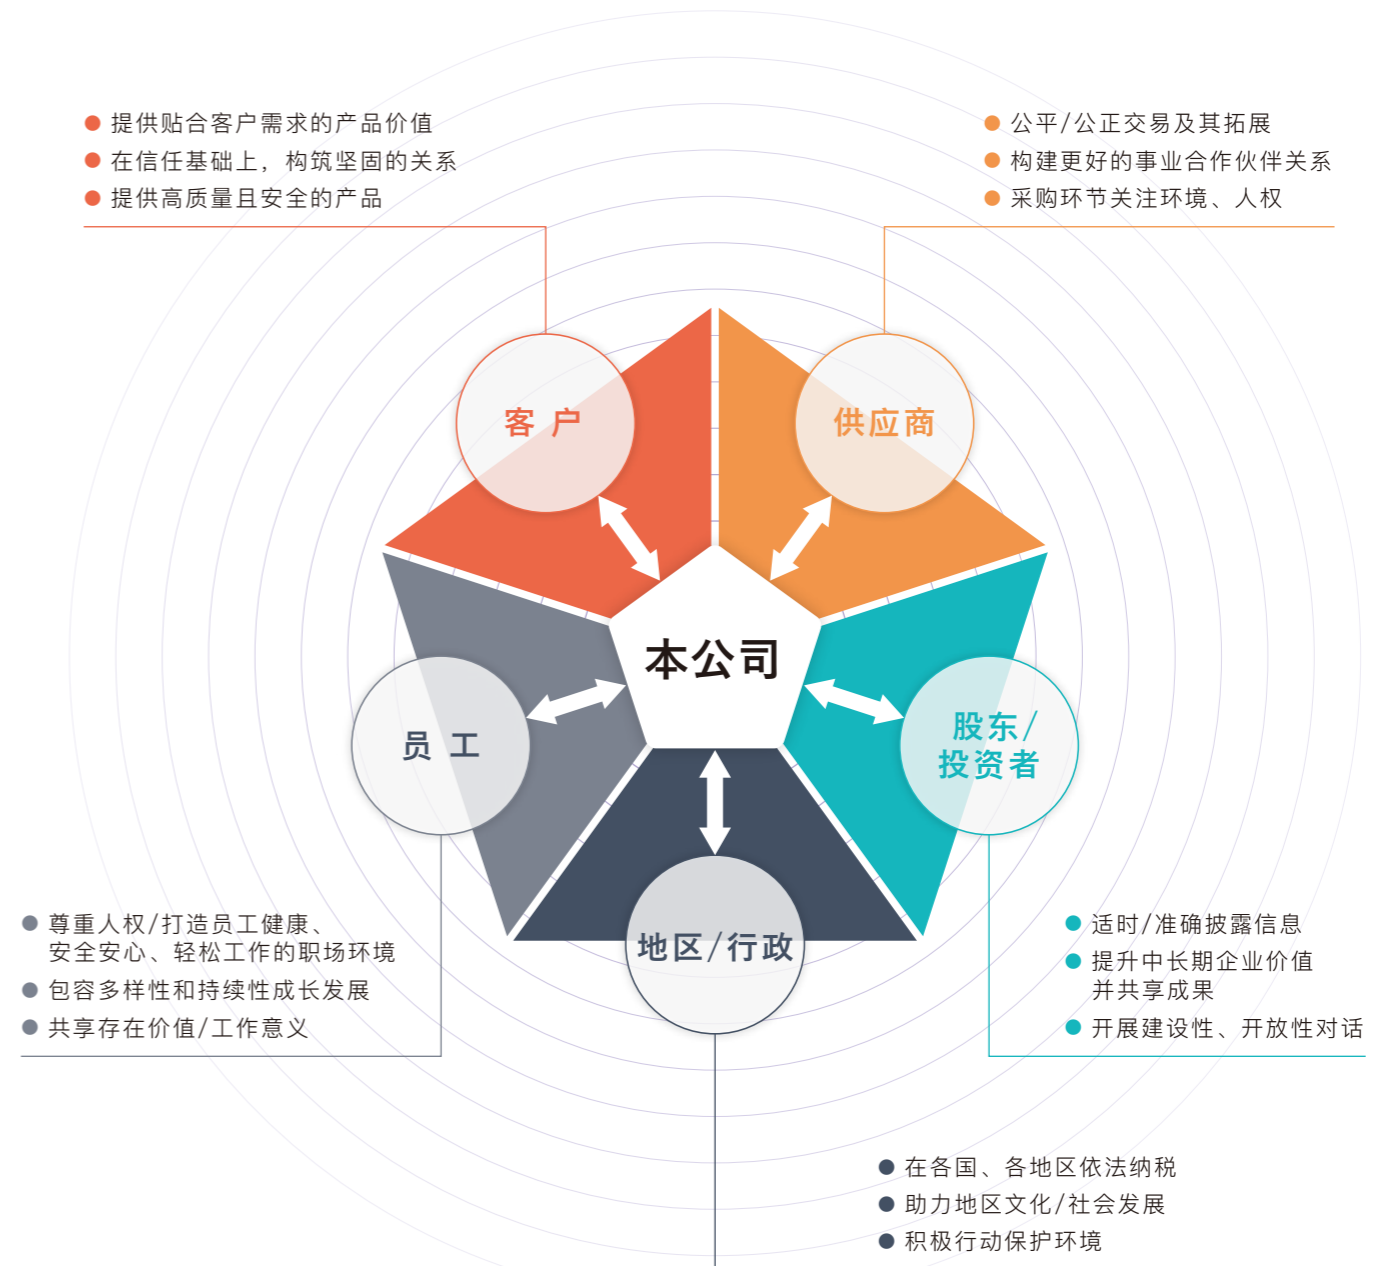 提供贴合客户需求的产品价值
在信任基础上，构筑坚固的关系
提供高质量且安全的产品
公平/公正交易及其拓展
构建更好的事业合作伙伴关系
采购环节关注环境、人权
客 户
供应商
本公司
员 工
股东/
投资者
地区/行政
尊重人权/打造员工健康、
安全安心、轻松工作的职场环境
包容多样性和持续性成长发展
共享存在价值/工作意义
适时/准确披露信息
提升中长期企业价值
并共享成果
开展建设性、开放性对话
在各国、各地区依法纳税
助力地区文化/社会发展
积极行动保护环境